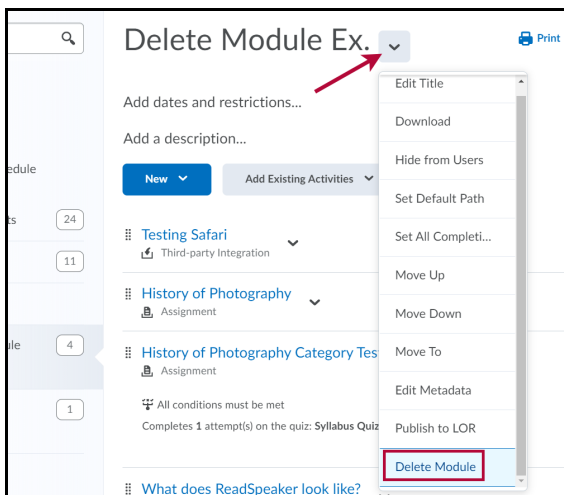 Delete Module Ex.
Print
Add dates and restrictions...
Add a description...
New
Add Existing Activities
edule
ts
24
11
ule
4
1
Testing Safari
Third-party Integration
History of Photography
Assignment
History of Photography Category Tes
Assignment
All conditions must be met
Completes 1 attempt(s) on the quiz: Syllabus Quiz
What does ReadSpeaker look like?
Edit Title
Download
Hide from Users
Set Default Path
Set All Completi...
Move Up
Move Down
Move To
Edit Metadata
Publish to LOR
Delete Module